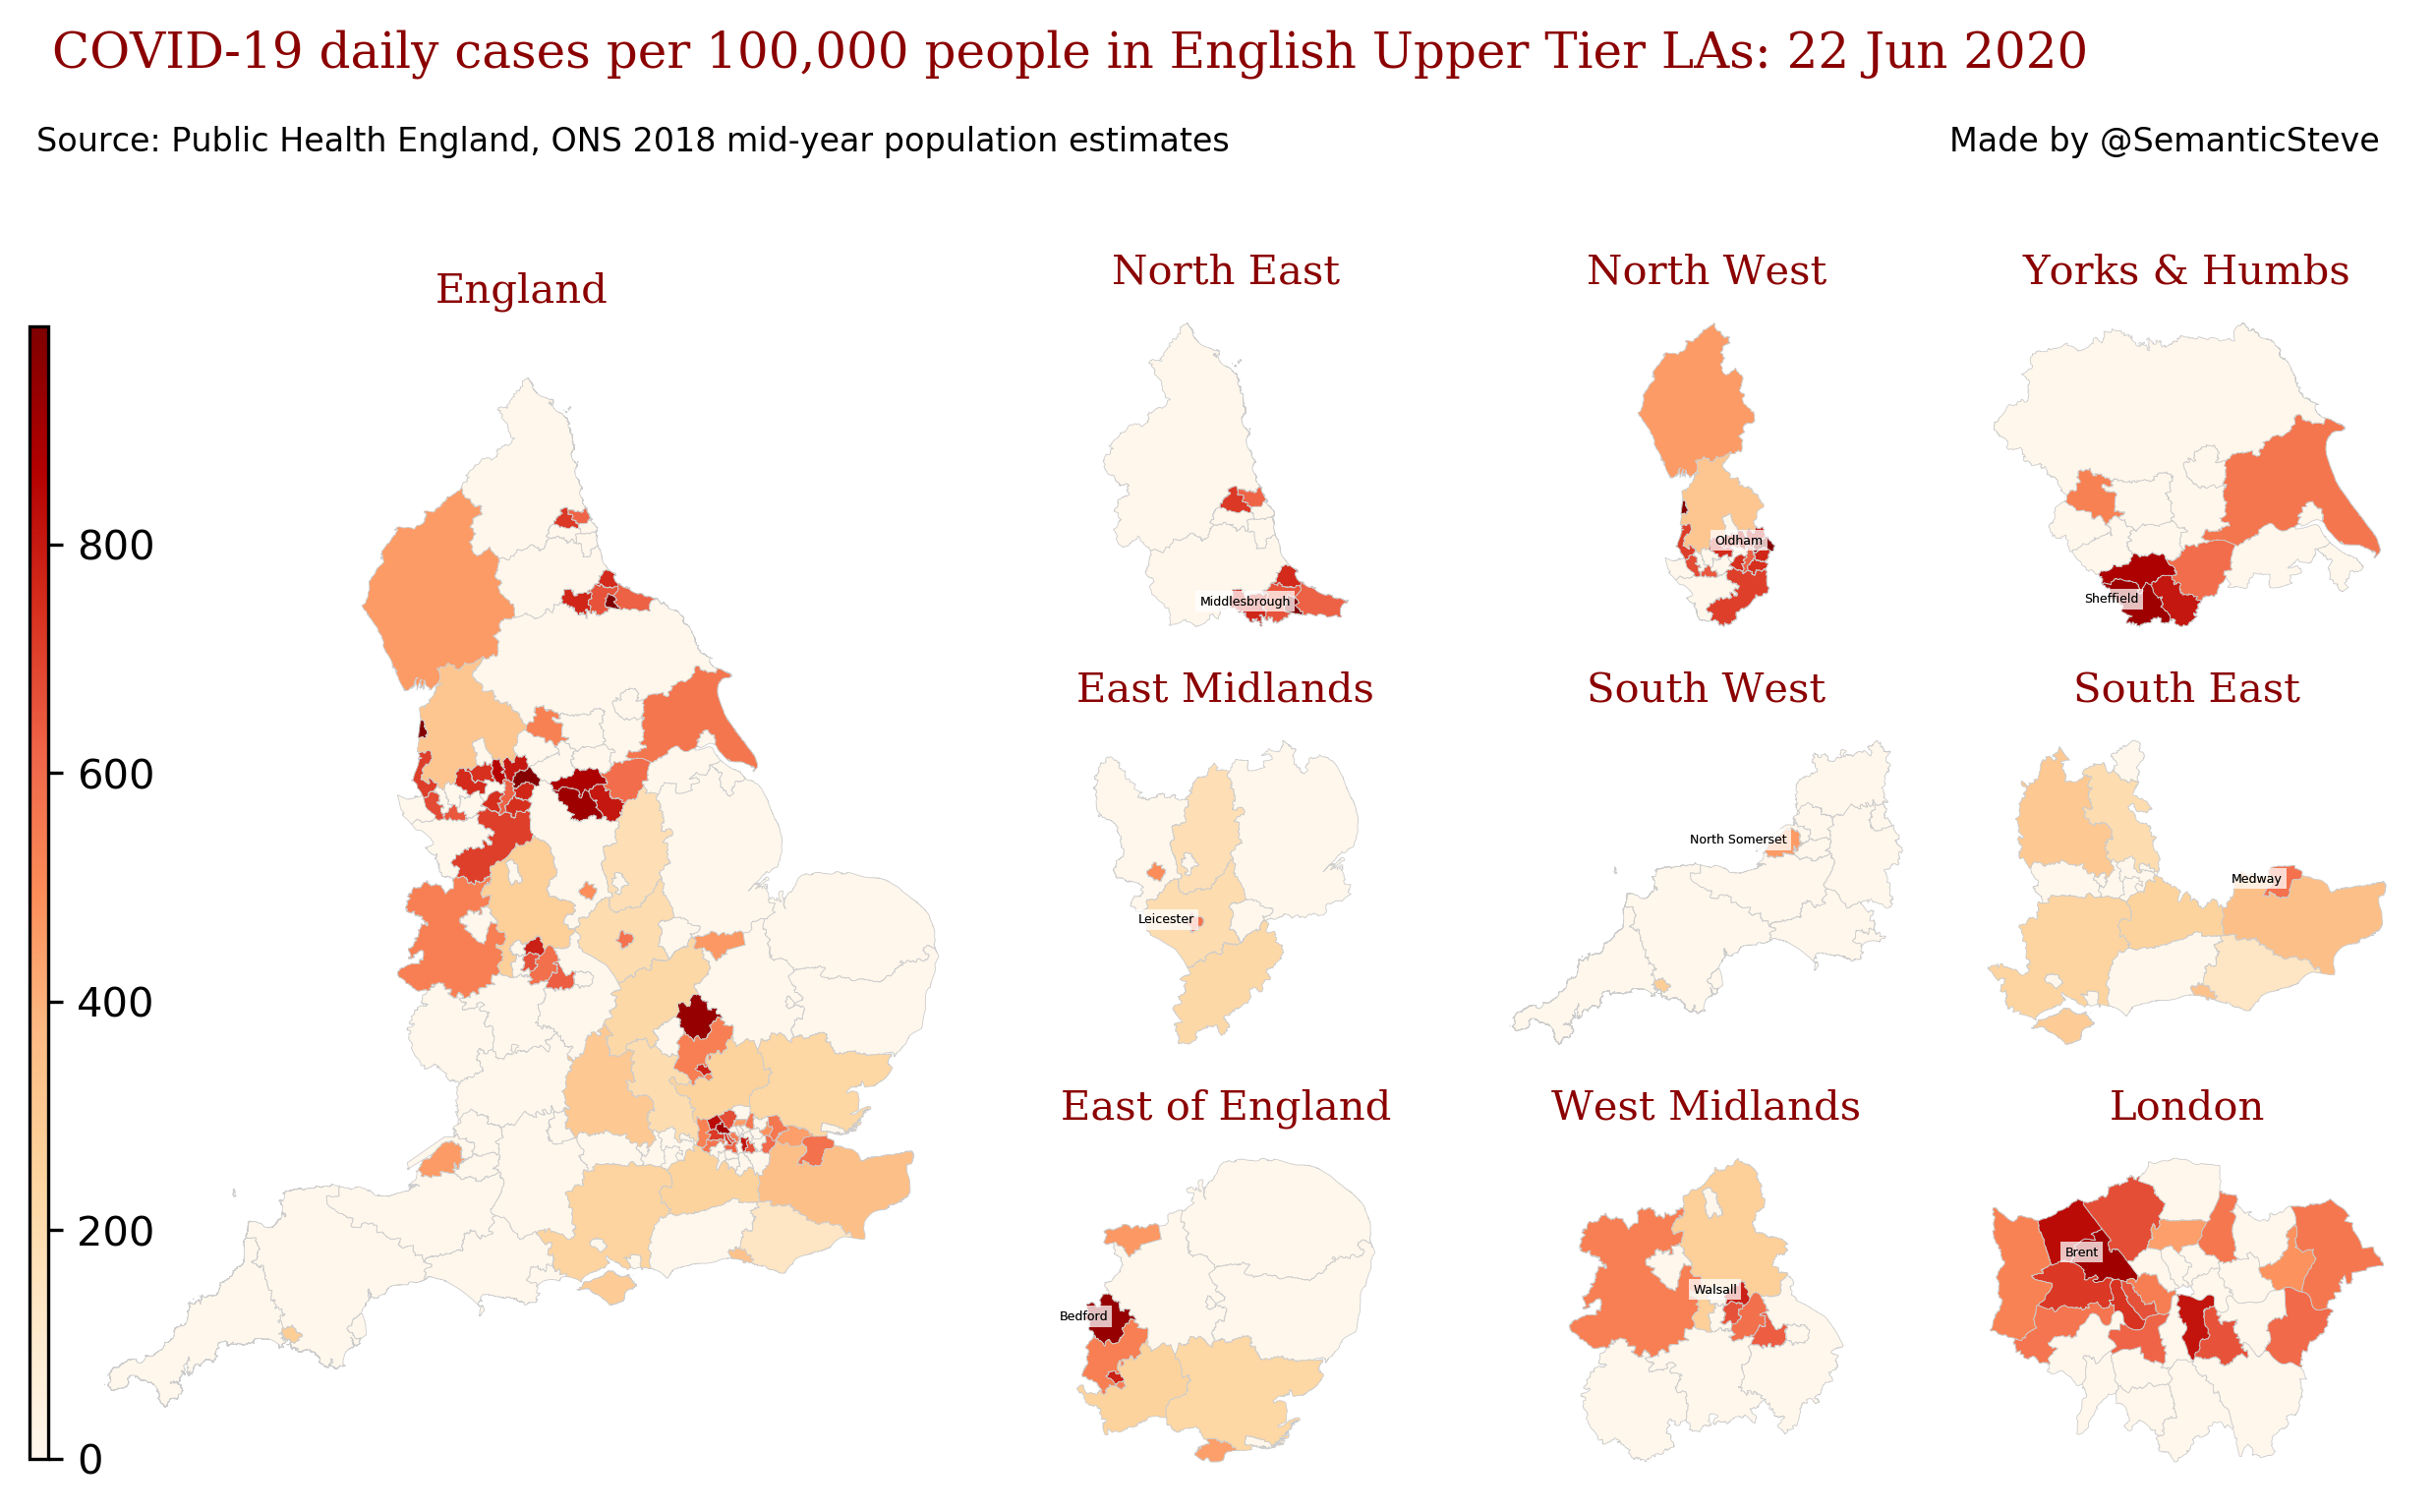 COVID-19 daily cases per 100,000 people in English Upper Tier LAs: 22 Jun 2020
Source: Public Health England, ONS 2018 mid-year population estimates
Made by @SemanticSteve
England
800
600
400
200
0
North East
Middlesbrough
North West
Oldham
Yorks & Humbs
Sheffield
East Midlands
Leicester
South West
North Somerset
South East
Medway
East of England
Bedford
West Midlands
Walsall
London
Brent